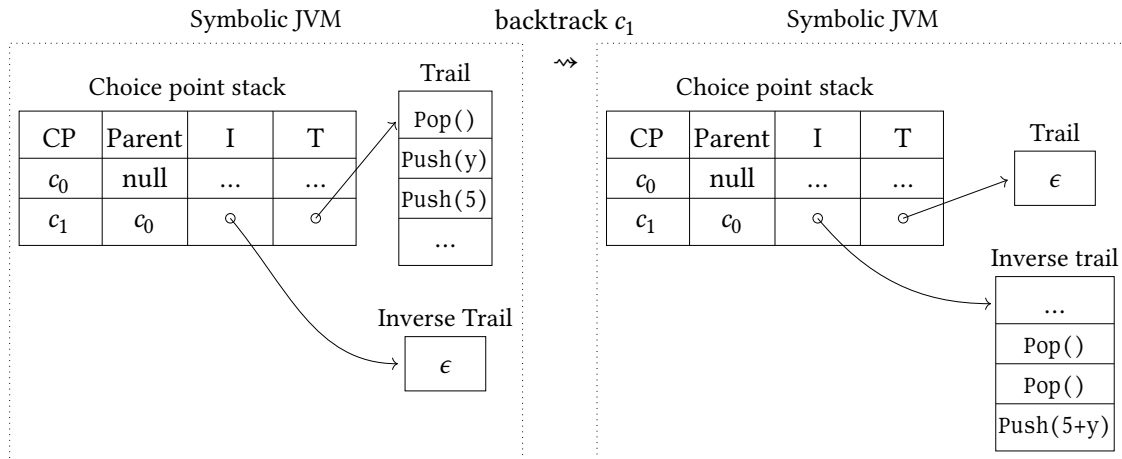 Symbolic JVM
backtrack c₁
Symbolic JVM
⇝
Choice point stack
CP Parent I T
c₀ null ... ...
c₁ c₀
Trail
Pop()
Push(y)
Push(5)
...
Inverse Trail
ϵ
Choice point stack
CP Parent I T
c₀ null ... ...
c₁ c₀
Trail
ϵ
Inverse trail
...
Pop()
Pop()
Push(5+y)